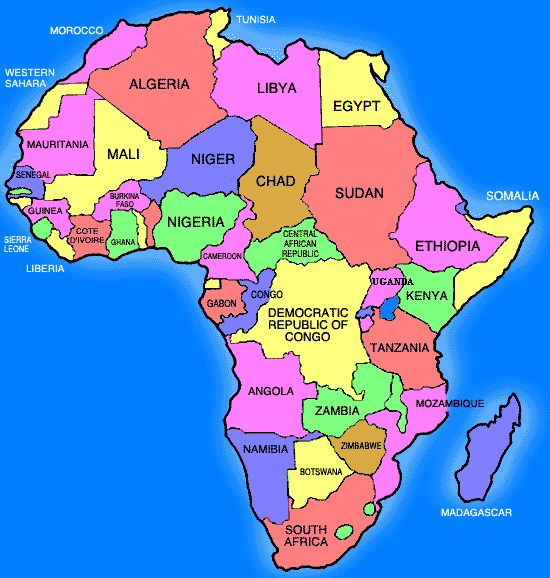 TUNISIA
MOROCCO
ALGERIA
WESTERN
SAHARA
LIBYA
EGYPT
MAURITANIA
MALI
NIGER
SENEGAL
CHAD
SUDAN
BURKINA
FASO
SOMALIA
GUINEA
NIGERIA
COTE
D'IVOIRE
GHANA
SIERRA
LEONE
CENTRAL
AFRICAN
REPUBLIC
ETHIOPIA
CAMEROON
LIBERIA
UGANDA
KENYA
GABON
CONGO
DEMOCRATIC
REPUBLIC OF
CONGO
TANZANIA
ANGOLA
MOZAMBIQUE
ZAMBIA
NAMIBIA
ZIMBABWE
BOTSWANA
MADAGASCAR
SOUTH
AFRICA